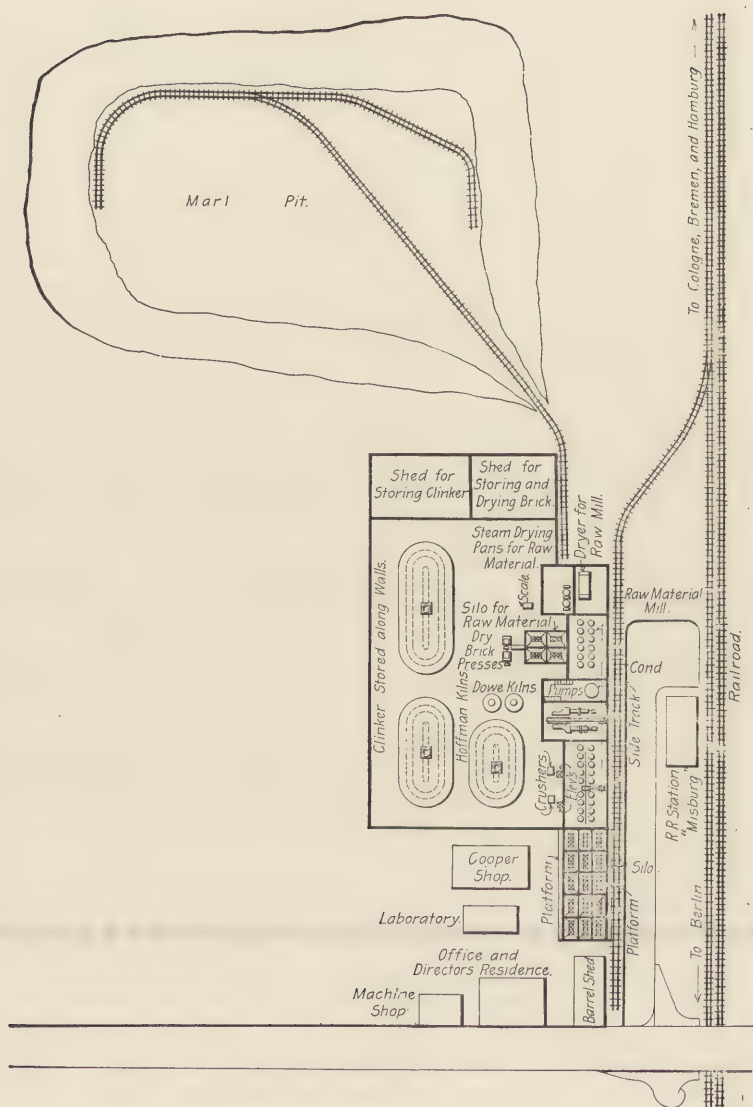 To Cologne, Bremen, and Hamburg
Marl Pit.
Shed for
Storing Clinker
Shed for
Storing and
Drying Brick.
Steam Drying
Pans for Raw
Material.
Dryer for
Raw Mill.
Scale
Silo for
Raw Material
Dry
Brick
Presses
Raw Material
Mill.
Clinker Stored along Walls.
Hoffman Kilns
Dowe Kilns
Pumps
Cond
Side Track
Railroad.
Crushers
Elev's
R R Station
"Misburg"
Cooper
Shop.
Platform
Silo
Laboratory.
Platform
To Berlin
Office and
Directors Residence.
Machine
Shop
Barrel Shed